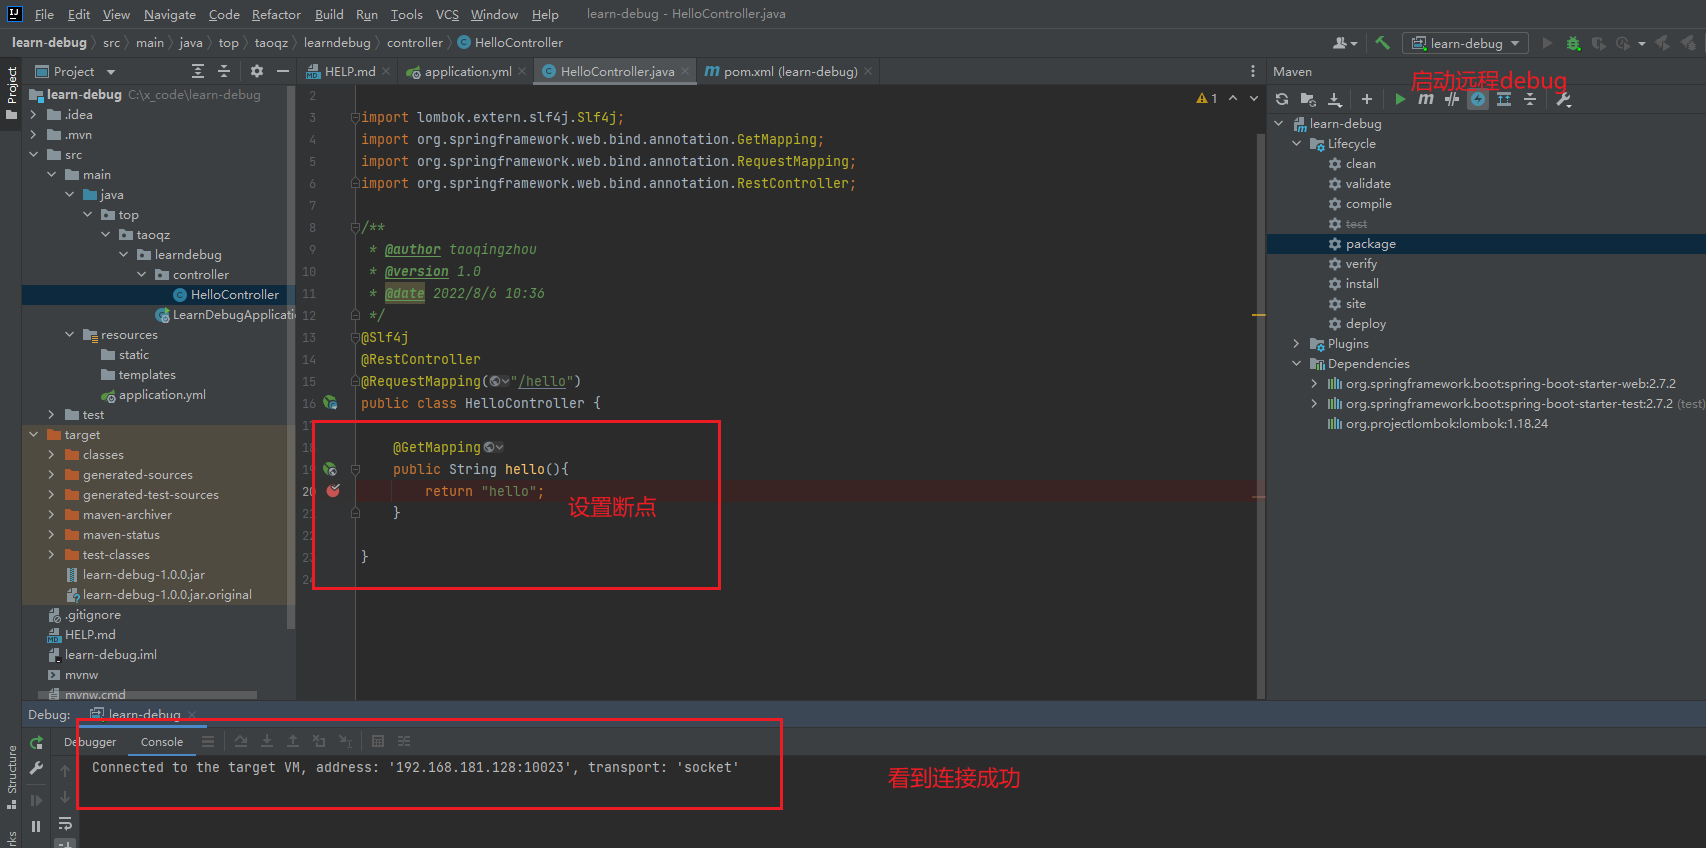 File Edit View Navigate Code Refactor Build Run Tools VCS Window Help learn-debug - HelloController.java
learn-debug src main java top taoqz learndebug controller HelloController
learn-debug
Project
Project
HELP.md
application.yml
HelloController.java
pom.xml (learn-debug)
Maven
启动远程debug
learn-debug C:\x_code\learn-debug
.idea
.mvn
src
main
java
top
taoqz
learndebug
controller
HelloController
LearnDebugApplicatio
resources
static
templates
application.yml
test
target
classes
generated-sources
generated-test-sources
maven-archiver
maven-status
test-classes
learn-debug-1.0.0.jar
learn-debug-1.0.0.jar.original
.gitignore
HELP.md
learn-debug.iml
mvnw
mvnw.cmd
1
2
3 import lombok.extern.slf4j.Slf4j;
4 import org.springframework.web.bind.annotation.GetMapping;
5 import org.springframework.web.bind.annotation.RequestMapping;
6 import org.springframework.web.bind.annotation.RestController;
7
8 /**
9 * @author taoqingzhou
10 * @version 1.0
11 * @date 2022/8/6 10:36
12 */
13 @Slf4j
14 @RestController
15 @RequestMapping("/hello")
16 public class HelloController {
17
18 @GetMapping
19 public String hello(){
20 return "hello";
21 }
22
23 }
24
设置断点
learn-debug
Lifecycle
clean
validate
compile
test
package
verify
install
site
deploy
Plugins
Dependencies
org.springframework.boot:spring-boot-starter-web:2.7.2
org.springframework.boot:spring-boot-starter-test:2.7.2 (test)
org.projectlombok:lombok:1.18.24
Debug: learn-debug
Debugger Console
Connected to the target VM, address: '192.168.181.128:10023', transport: 'socket'
看到连接成功
Structure
rks